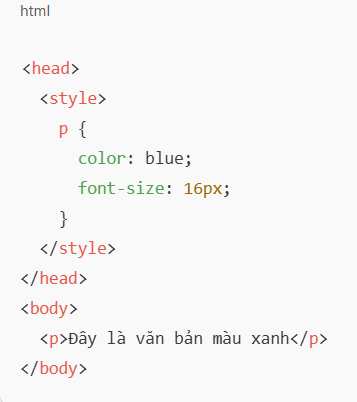 html
<head>
<style>
p {
color: blue;
font-size: 16px;
}
</style>
</head>
<body>
<p>Đây là văn bản màu xanh</p>
</body>